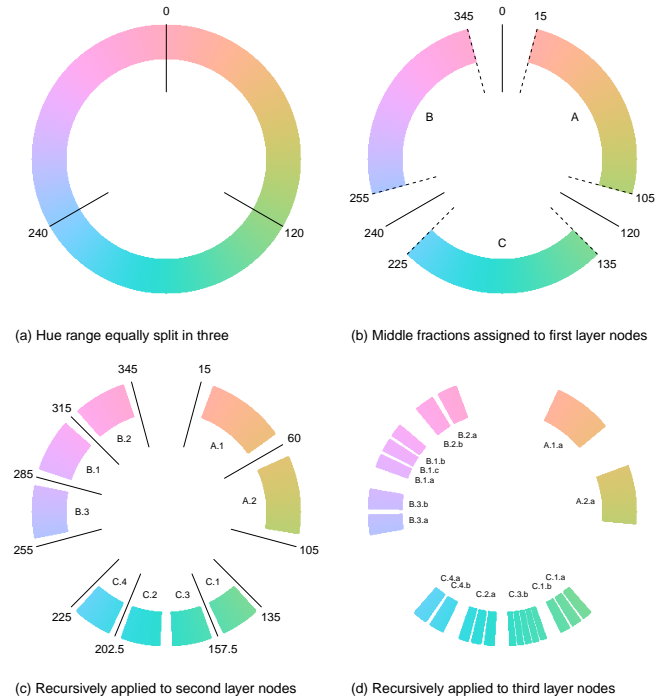 0
240
120
(a) Hue range equally split in three
345
15
B
A
255
105
240
120
C
225
135
(b) Middle fractions assigned to first layer nodes
345
15
315
B.2
A.1
60
B.1
285
A.2
B.3
255
105
C.4
C.1
C.2
C.3
225
135
202.5
157.5
(c) Recursively applied to second layer nodes
B.2.a
A.1.a
B.2.b
B.1.b
B.1.c
B.1.a
B.3.b
A.2.a
B.3.a
C.4.a
C.1.a
C.4.b
C.1.b
C.2.a
C.3.b
(d) Recursively applied to third layer nodes